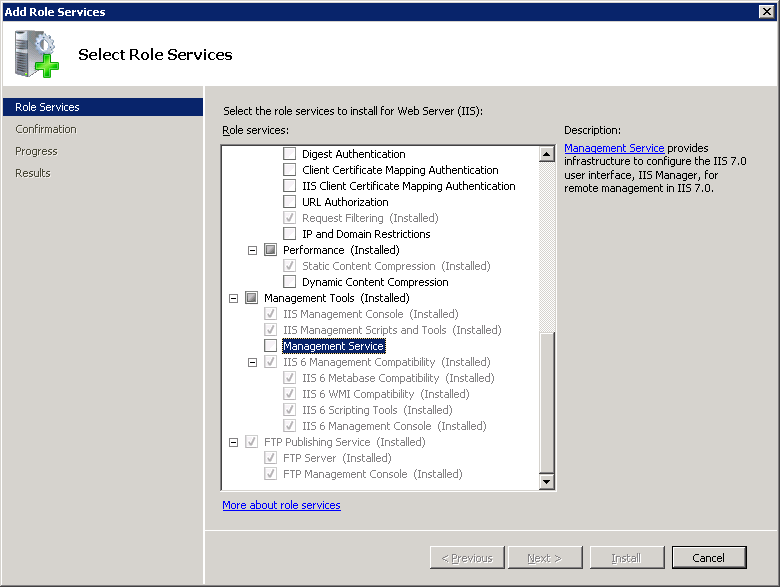 Add Role Services
Select Role Services
Role Services
Confirmation
Progress
Results
Select the role services to install for Web Server (IIS):
Role services:
Digest Authentication
Client Certificate Mapping Authentication
IIS Client Certificate Mapping Authentication
URL Authorization
Request Filtering (Installed)
IP and Domain Restrictions
Performance (Installed)
Static Content Compression (Installed)
Dynamic Content Compression
Management Tools (Installed)
IIS Management Console (Installed)
IIS Management Scripts and Tools (Installed)
Management Service
IIS 6 Management Compatibility (Installed)
IIS 6 Metabase Compatibility (Installed)
IIS 6 WMI Compatibility (Installed)
IIS 6 Scripting Tools (Installed)
IIS 6 Management Console (Installed)
FTP Publishing Service (Installed)
FTP Server (Installed)
FTP Management Console (Installed)
More about role services
Description:
Management Service provides
infrastructure to configure the IIS 7.0
user interface, IIS Manager, for
remote management in IIS 7.0.
< Previous
Next >
Install
Cancel